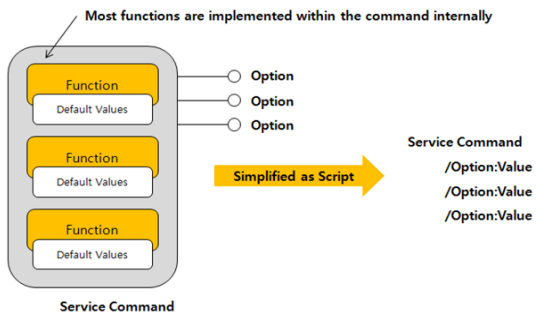 Most functions are implemented within the command internally
Function
Default Values
Option
Option
Option
Function
Default Values
Function
Default Values
Service Command
Simplified as Script
Service Command
/Option:Value
/Option:Value
/Option:Value